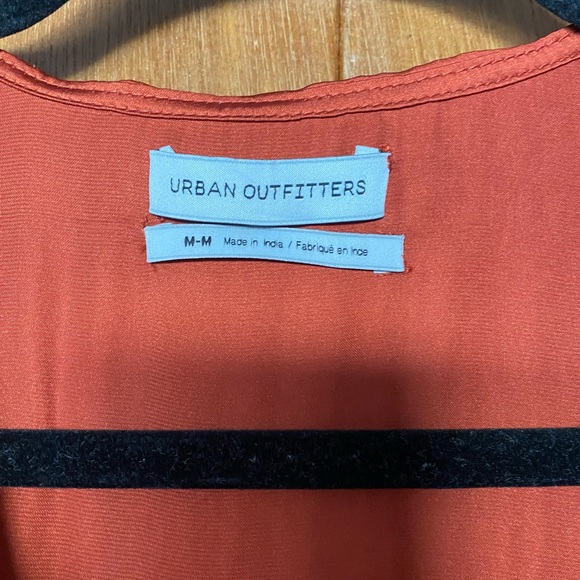 URBAN OUTFITTERS
M-M Made in India / Fabriqué en Inde